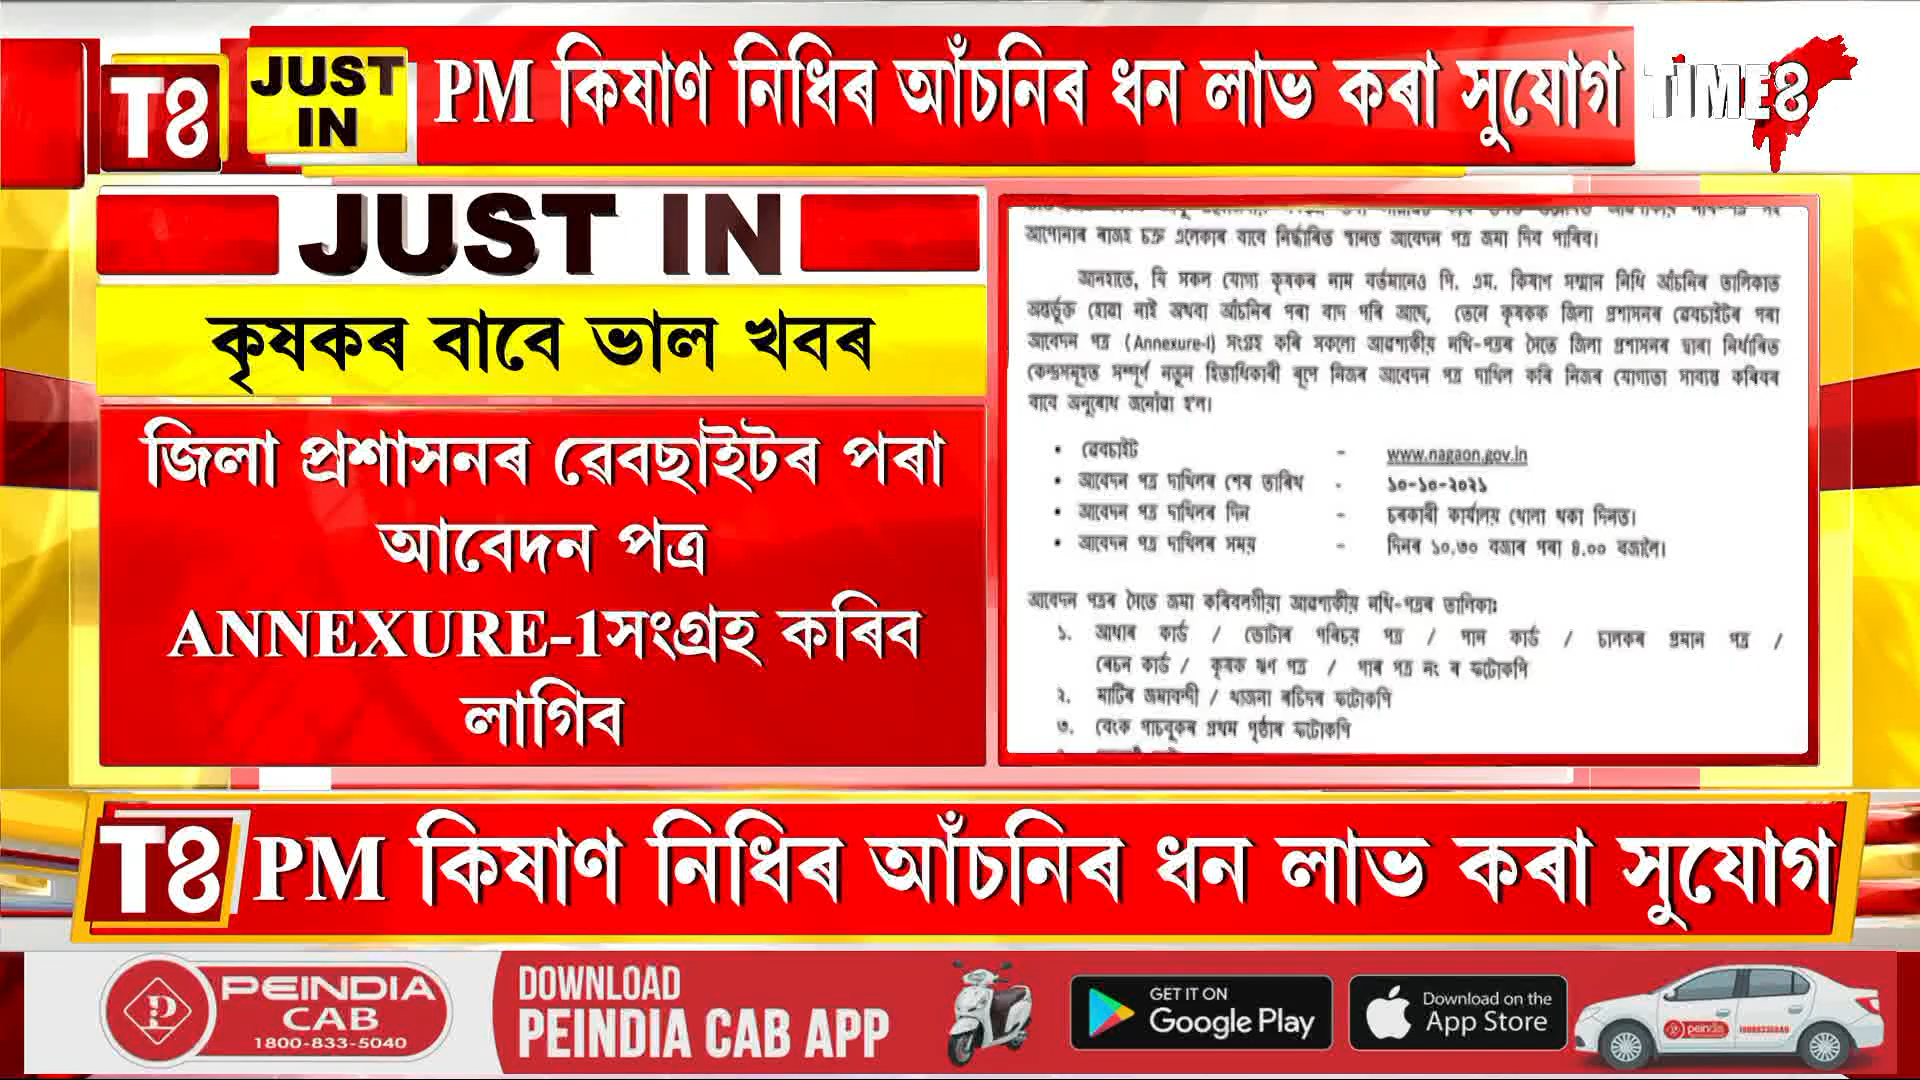 T8
JUST
IN
PM কিষাণ নিধিৰ আঁচনিৰ ধন লাভ কৰা সুযোগ
TIME8
JUST IN
কৃষকৰ বাবে ভাল খবৰ
জিলা প্ৰশাসনৰ ৱেবছাইটৰ পৰা
আবেদন পত্ৰ
ANNEXURE-1সংগ্ৰহ কৰিব
লাগিব
আপোনাৰ ৰাজহ চক্ৰ এলেকাৰ বাবে নিৰ্দ্ধাৰিত স্থানত আবেদন পত্ৰ জমা দিব পাৰিব।
আনহাতে, যি সকল যোগ্য কৃষকৰ নাম বৰ্তমানেও পি. এম. কিষাণ সন্মান নিধি আঁচনিৰ তালিকাত
অন্তৰ্ভুক্ত হোৱা নাই অথবা আঁচনিৰ পৰা বাদ পৰি আছে, তেনে কৃষকক জিলা প্ৰশাসনৰ ৱেবচাইটৰ পৰা
আবেদন পত্ৰ (Annexure-I) সংগ্ৰহ কৰি সকলো আৱশ্যকীয় নথি-পত্ৰৰ সৈতে জিলা প্ৰশাসনৰ দ্বাৰা নিৰ্ধাৰিত
কেন্দ্ৰসমূহত সম্পূৰ্ণ নতুন হিতাধিকাৰী ৰূপে নিজৰ আবেদন পত্ৰ দাখিল কৰি নিজৰ যোগ্যতা সাব্যস্ত কৰিবৰ
বাবে অনুৰোধ জনোৱা হ'ল।
• ৱেবচাইট - www.nagaon.gov.in
• আবেদন পত্ৰ দাখিলৰ শেষ তাৰিখ - ১০-১০-২০২১
• আবেদন পত্ৰ দাখিলৰ দিন - চৰকাৰী কাৰ্যালয় খোলা থকা দিনত।
• আবেদন পত্ৰ দাখিলৰ সময় - দিনৰ ১০.৩০ বজাৰ পৰা ৪.০০ বজালৈ।
আবেদন পত্ৰৰ সৈতে জমা কৰিবলগীয়া আৱশ্যকীয় নথি-পত্ৰৰ তালিকাঃ
১. আধাৰ কাৰ্ড / ভোটাৰ পৰিচয় পত্ৰ / পান কাৰ্ড / চালকৰ প্ৰমান পত্ৰ /
ৰেচন কাৰ্ড / কৃষক ঋণ পত্ৰ / পাৰ পত্ৰ নং ৰ ফটোকপি
২. মাটিৰ জমাবন্দী / খাজনা ৰচিদৰ ফটোকপি
৩. বেংক পাচবুকৰ প্ৰথম পৃষ্ঠাৰ ফটোকপি
T8
PM কিষাণ নিধিৰ আঁচনিৰ ধন লাভ কৰা সুযোগ
PEINDIA
CAB
1800-833-5040
DOWNLOAD
PEINDIA CAB APP
GET IT ON
Google Play
Download on the
App Store
peindia